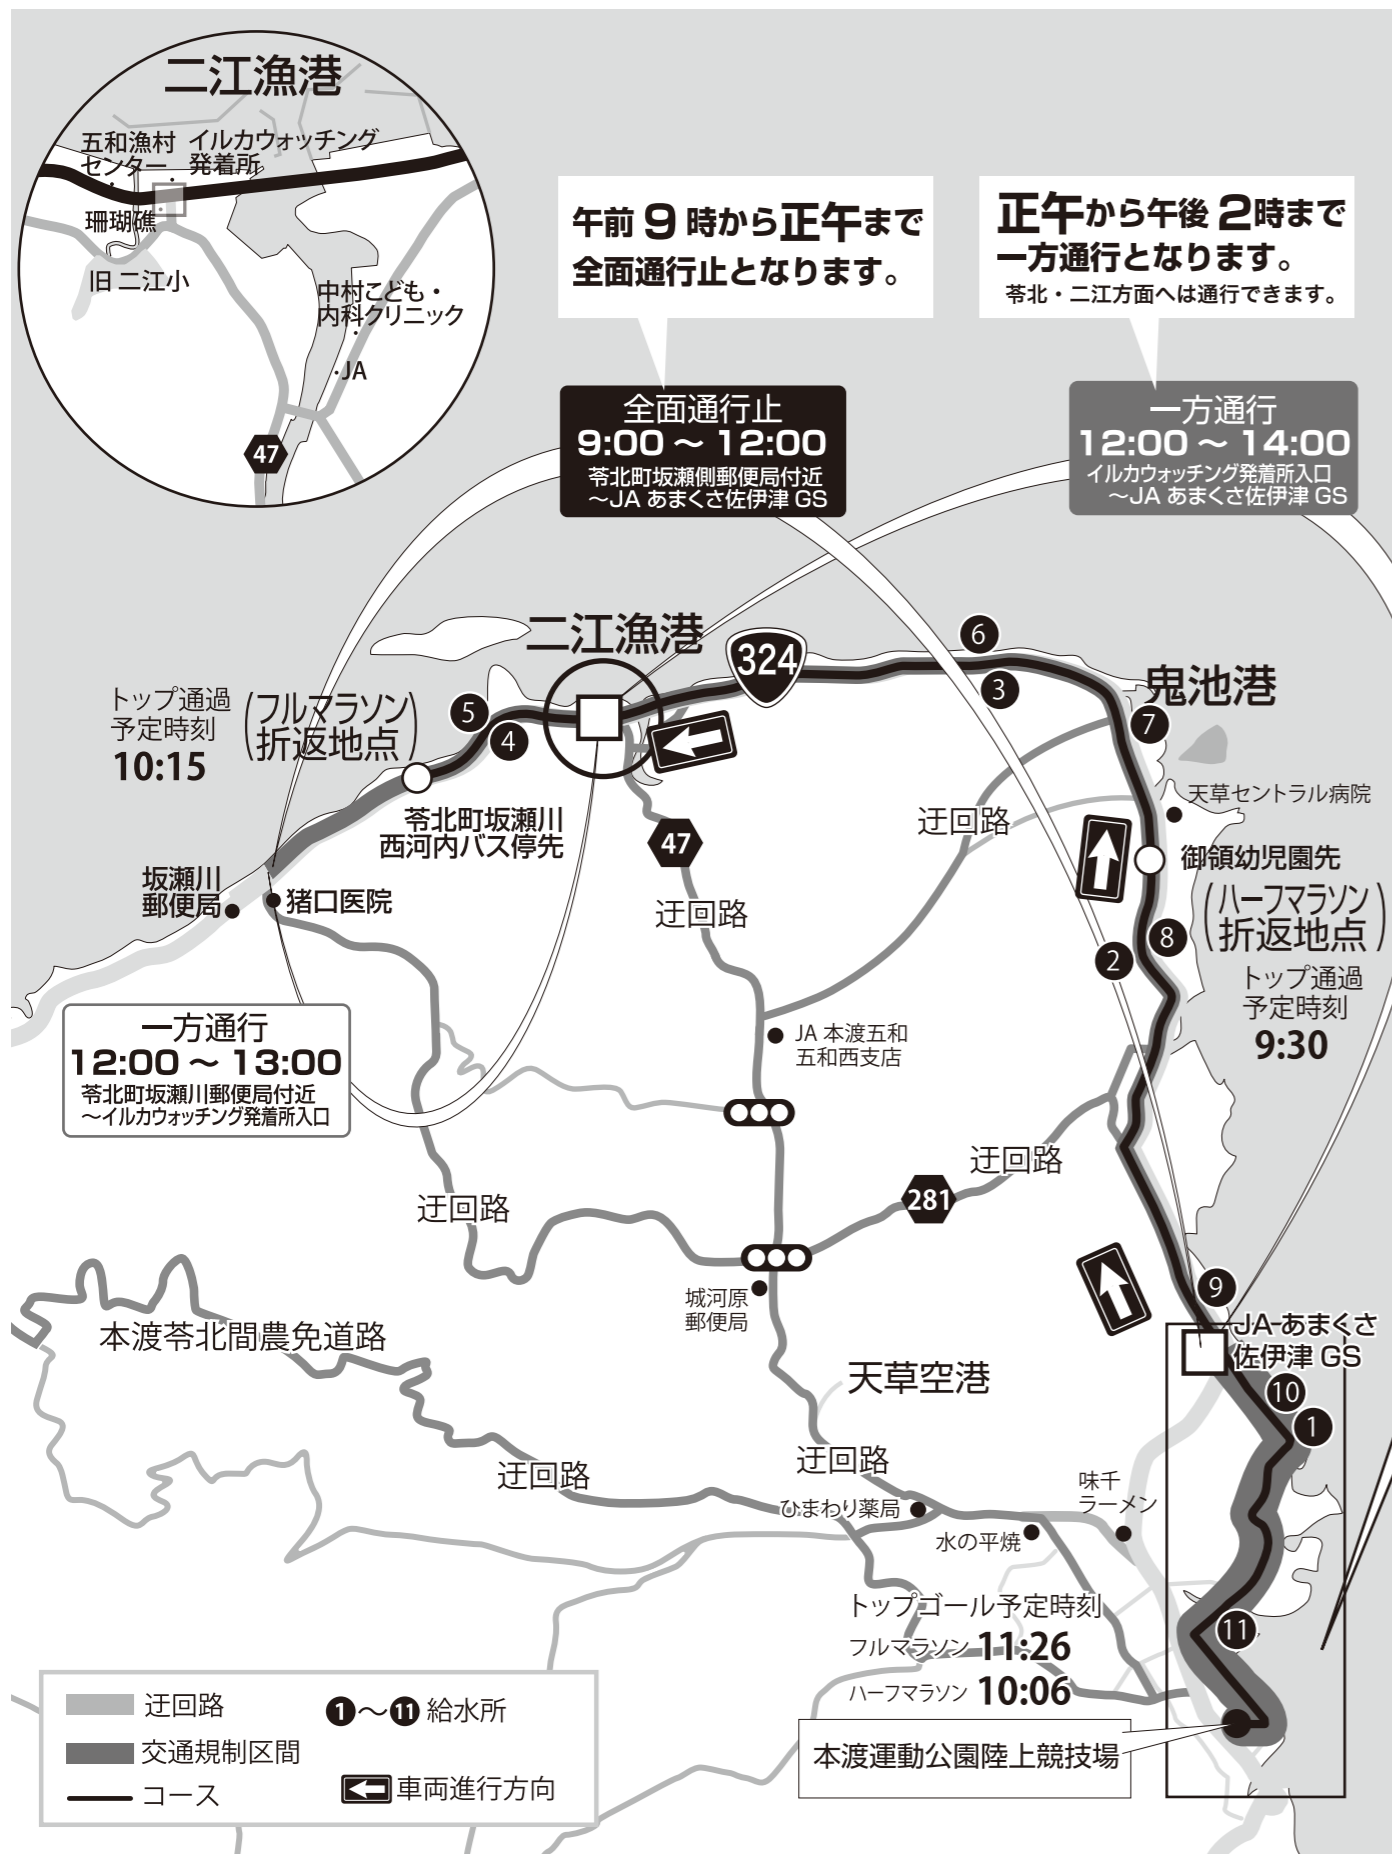 二江漁港
五和漁村
センター
イルカウォッチング
発着所
珊瑚礁
旧 二江小
中村こども・
内科クリニック
JA
47
午前 9 時から正午まで
全面通行止となります。
正午から午後 2時まで
一方通行となります。
苓北・二江方面へは通行できます。
全面通行止
9:00 ～ 12:00
苓北町坂瀬側郵便局付近
～JA あまくさ佐伊津 GS
一方通行
12:00 ～ 14:00
イルカウォッチング発着所入口
～JA あまくさ佐伊津 GS
二江漁港
324
6
3
鬼池港
7
トップ通過
予定時刻
10:15
(フルマラソン)
(折返地点)
5
4
苓北町坂瀬川
西河内バス停先
47
迂回路
迂回路
天草セントラル病院
御領幼児園先
(ハーフマラソン)
(折返地点)
トップ通過
予定時刻
9:30
8
2
坂瀬川
郵便局
猪口医院
一方通行
12:00 ～ 13:00
苓北町坂瀬川郵便局付近
～イルカウォッチング発着所入口
JA 本渡五和
五和西支店
迂回路
迂回路
281
城河原
郵便局
9
JA あまくさ
佐伊津 GS
10
1
本渡苓北間農免道路
天草空港
迂回路
迂回路
ひまわり薬局
水の平焼
味千
ラーメン
トップゴール予定時刻
フルマラソン 11:26
ハーフマラソン 10:06
11
本渡運動公園陸上競技場
迂回路
交通規制区間
コース
1～11 給水所
車両進行方向